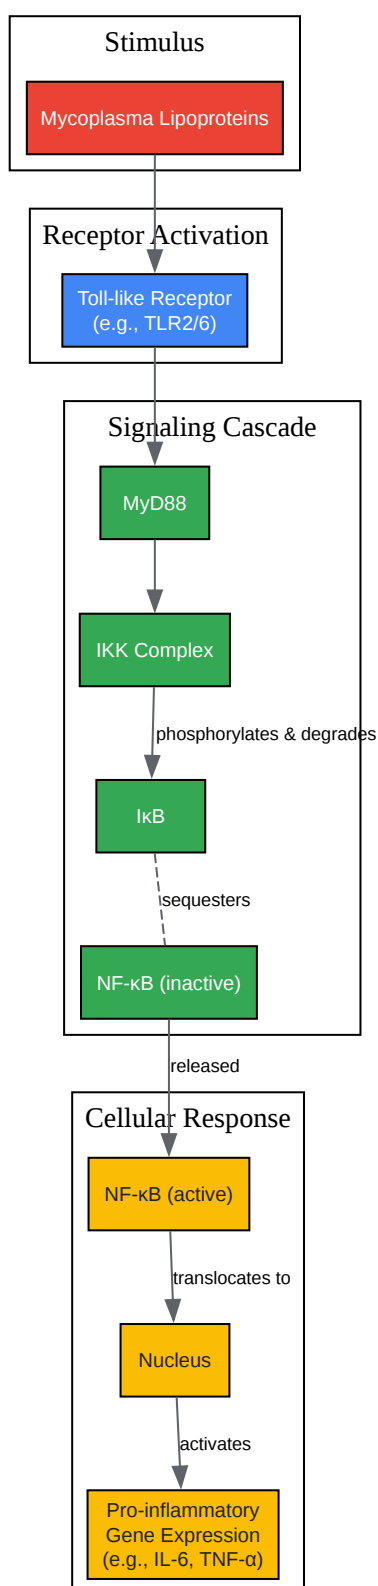 Stimulus
Mycoplasma Lipoproteins
Receptor Activation
Toll-like Receptor
(e.g., TLR2/6)
Signaling Cascade
MyD88
IKK Complex
phosphorylates & degrades
IκB
sequesters
NF-κB (inactive)
released
Cellular Response
NF-κB (active)
translocates to
Nucleus
activates
Pro-inflammatory
Gene Expression
(e.g., IL-6, TNF-α)